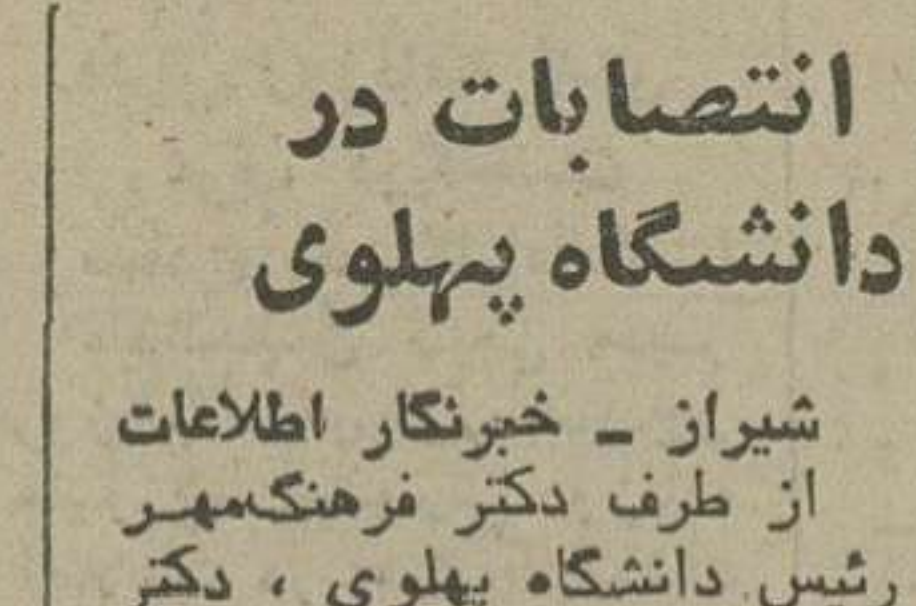 انتصابات در
دانشگاه پهلوی
شیراز ـ خبرنگار اطلاعات
از طرف دکتر فرهنگ‌مهر
رئیس دانشگاه پهلوی ، دکتر